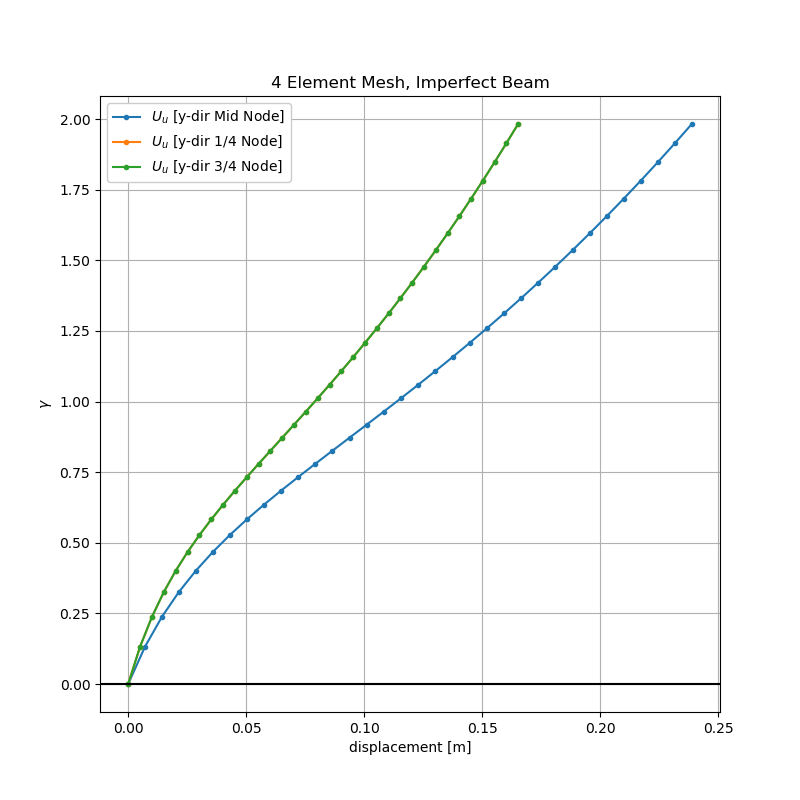 4 Element Mesh, Imperfect Beam
U_u [y-dir Mid Node]
U_u [y-dir 1/4 Node]
U_u [y-dir 3/4 Node]
2.00
1.75
1.50
1.25
1.00
0.75
0.50
0.25
0.00
γ
0.00 0.05 0.10 0.15 0.20 0.25
displacement [m]